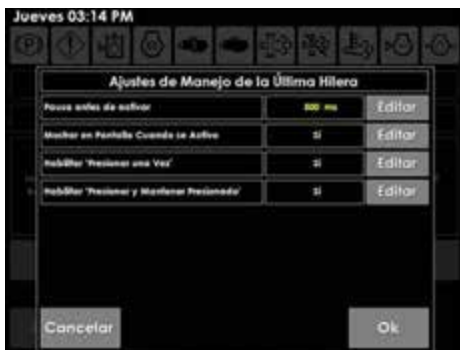 Jueves 03:14 PM
Ajustes de Manejo de la Última Hilera
Pausa antes de activar 500 ms Editar
Mostrar en Pantalla Cuando se Active Sí Editar
Habilitar 'Presionar una Vez' Sí Editar
Habilitar 'Presionar y Mantener Presionado' Sí Editar
Cancelar Ok